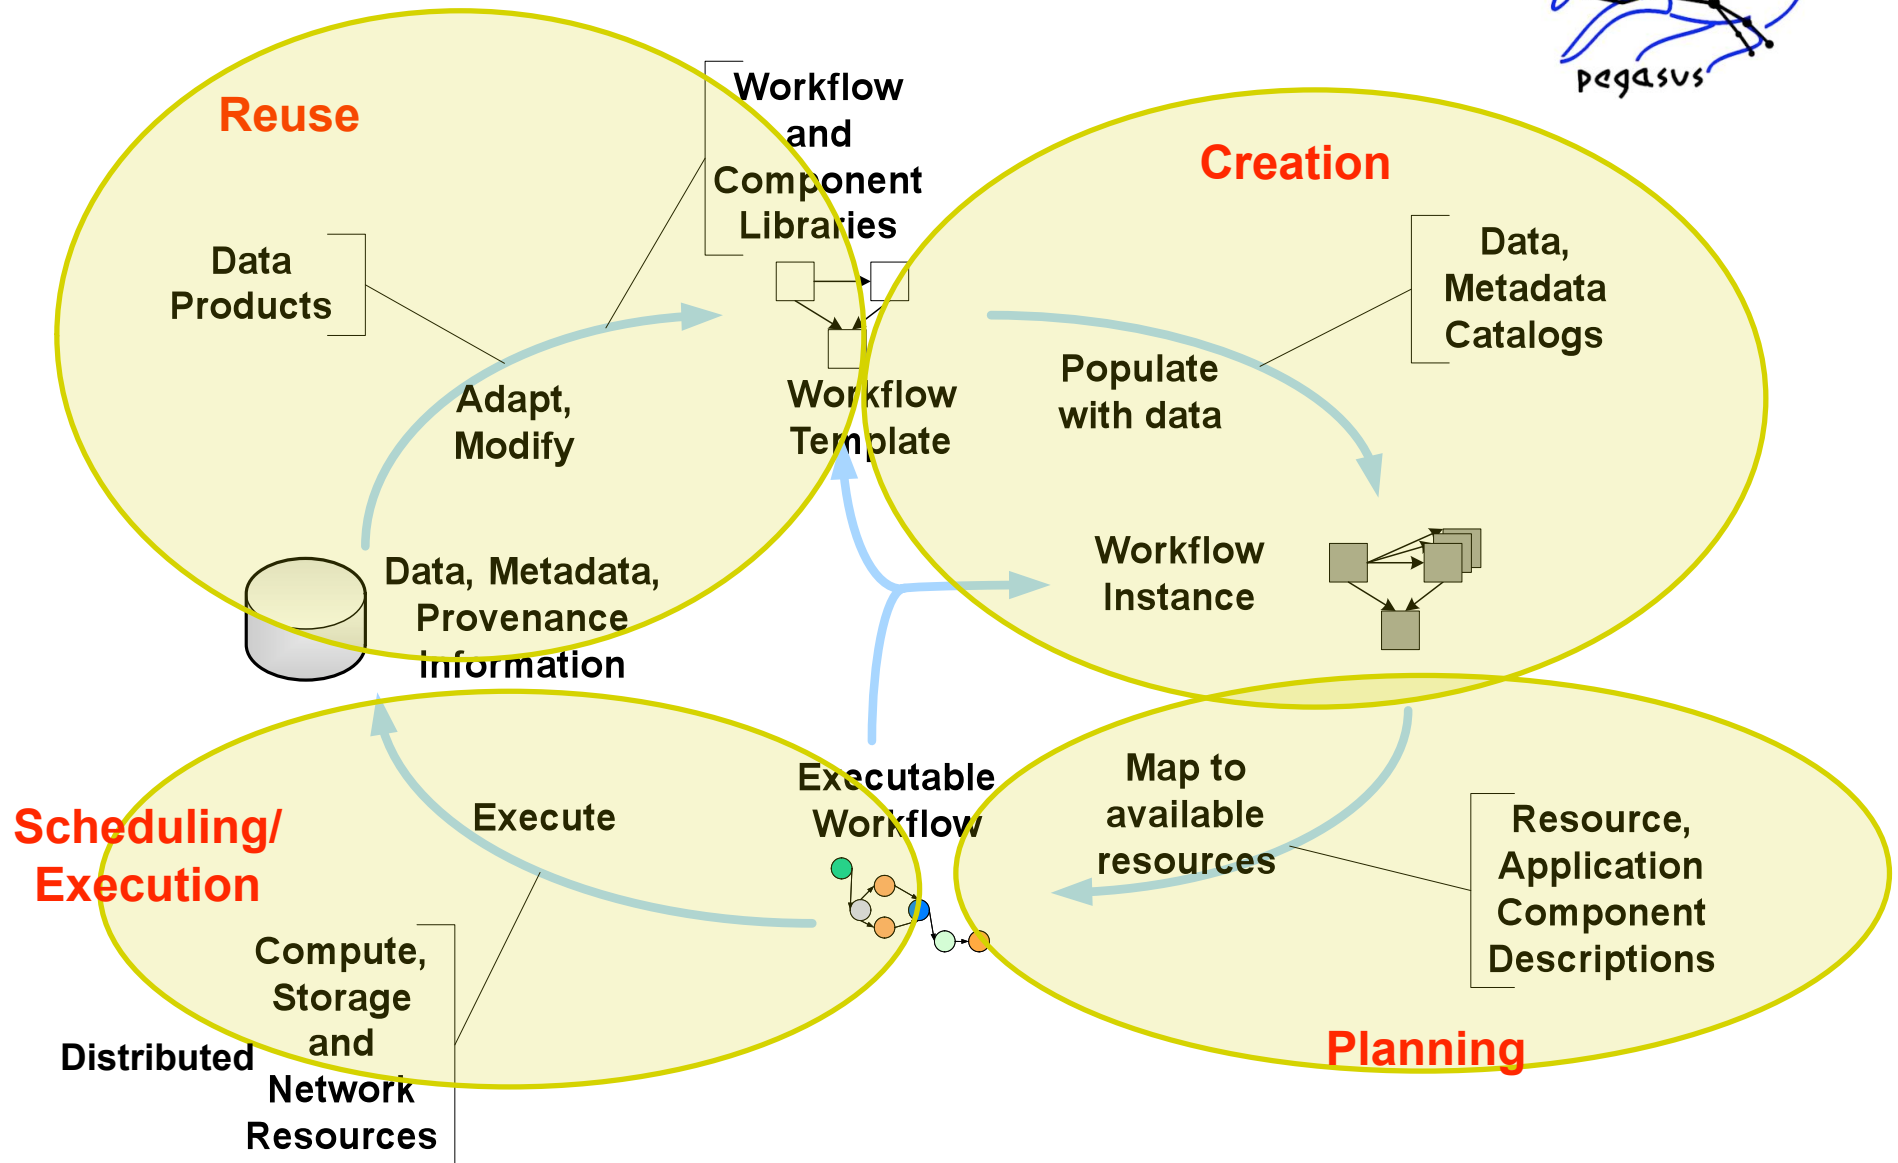 pegasus
Reuse
Workflow
and
Component
Libraries
Data
Products
Adapt,
Modify
Workflow
Template
Data, Metadata,
Provenance
Information
Creation
Data,
Metadata
Catalogs
Populate
with data
Workflow
Instance
Map to
available
resources
Resource,
Application
Component
Descriptions
Planning
Executable
Workflow
Scheduling/
Execution
Execute
Compute,
Storage
and
Distributed
Network
Resources